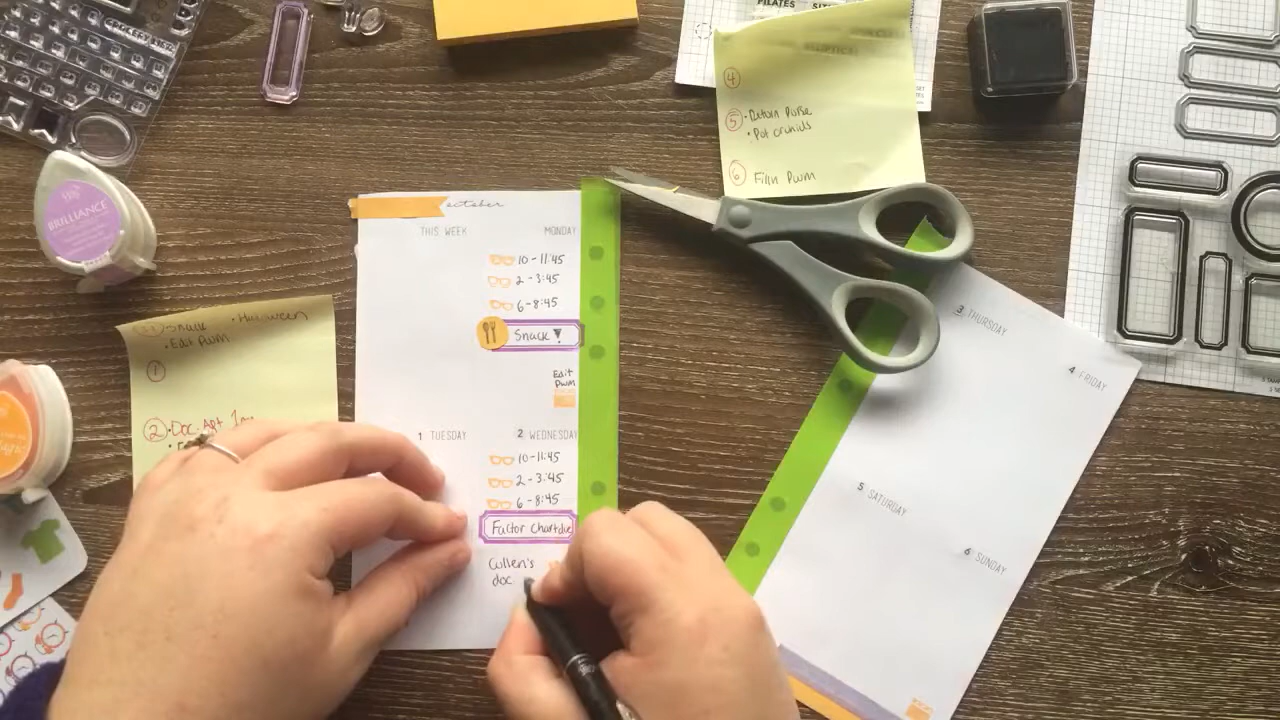 PILATES
④
⑤ • Return Purse
• Pot orchids
⑥ Film PWM
BRILLIANCE
october
THIS WEEK
MONDAY
10-11:45
2-3:45
6-8:45
Snack
Edit
PWM
1 TUESDAY
2 WEDNESDAY
10-11:45
2-3:45
6-8:45
Factor Chart due
Cullen's
doc.
• Snack • Halloween
• Edit PWM
①
② • Doc. Apt
3 THURSDAY
4 FRIDAY
5 SATURDAY
6 SUNDAY